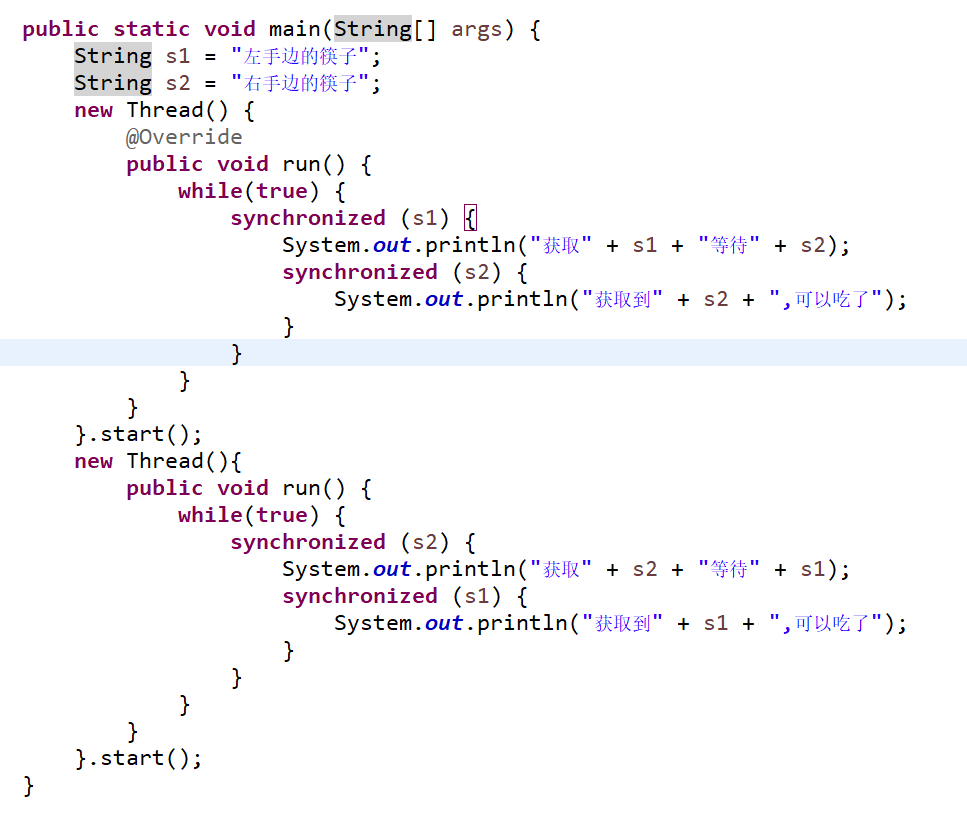 public static void main(String[] args) {
    String s1 = "左手边的筷子";
    String s2 = "右手边的筷子";
    new Thread() {
        @Override
        public void run() {
            while(true) {
                synchronized (s1) {
                    System.out.println("获取" + s1 + "等待" + s2);
                    synchronized (s2) {
                        System.out.println("获取到" + s2 + ",可以吃了");
                    }
                }
            }
        }
    }.start();
    new Thread(){
        public void run() {
            while(true) {
                synchronized (s2) {
                    System.out.println("获取" + s2 + "等待" + s1);
                    synchronized (s1) {
                        System.out.println("获取到" + s1 + ",可以吃了");
                    }
                }
            }
        }
    }.start();
}